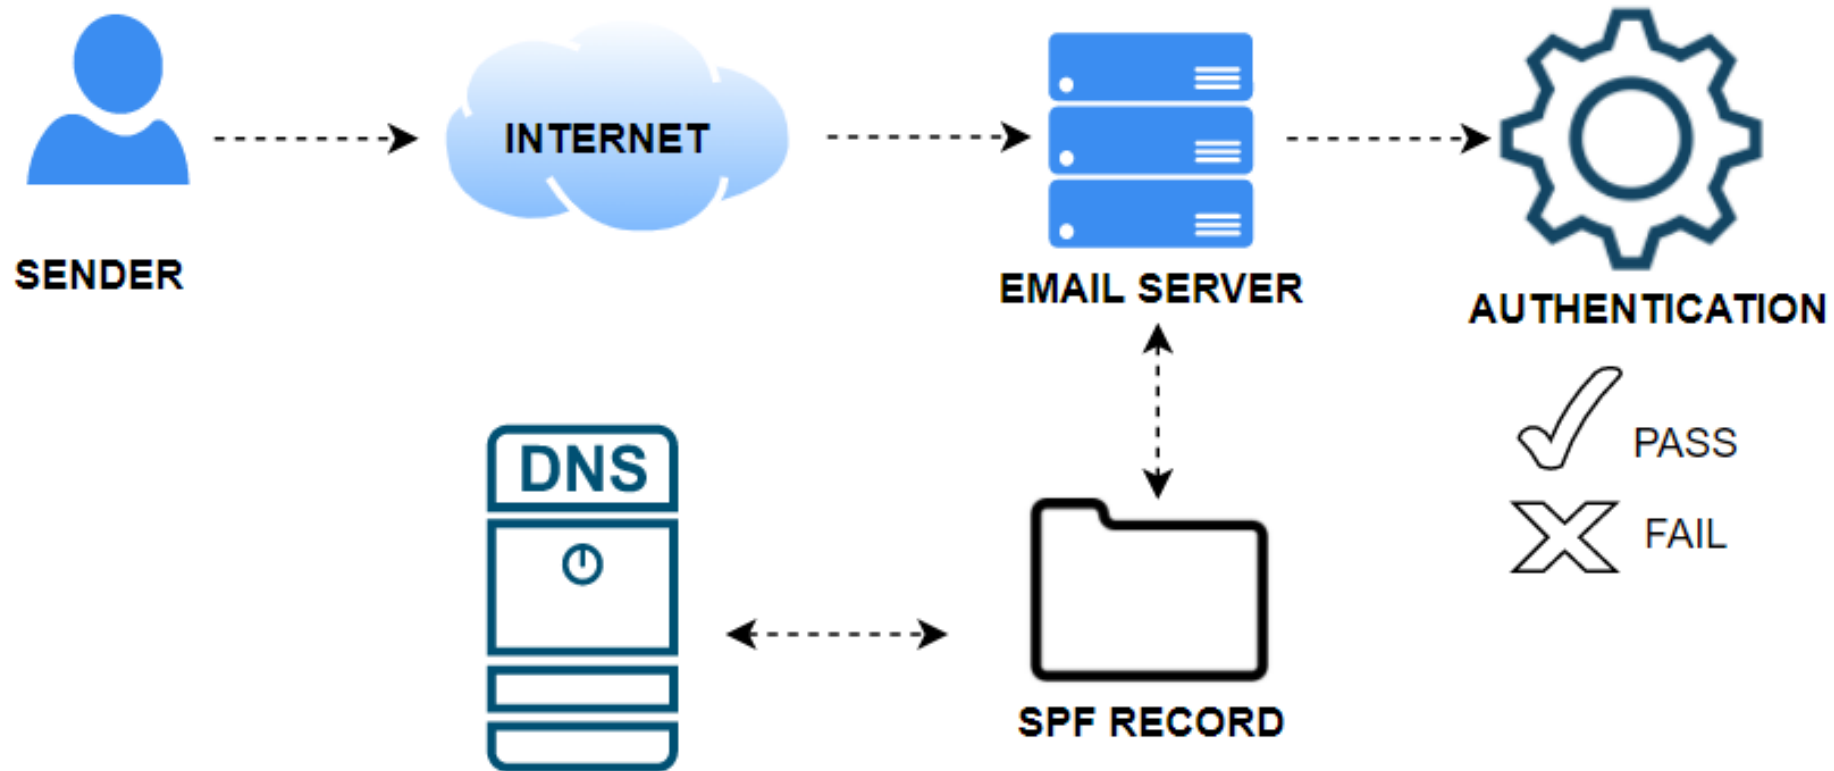 INTERNET
SENDER
EMAIL SERVER
AUTHENTICATION
PASS
FAIL
DNS
SPF RECORD